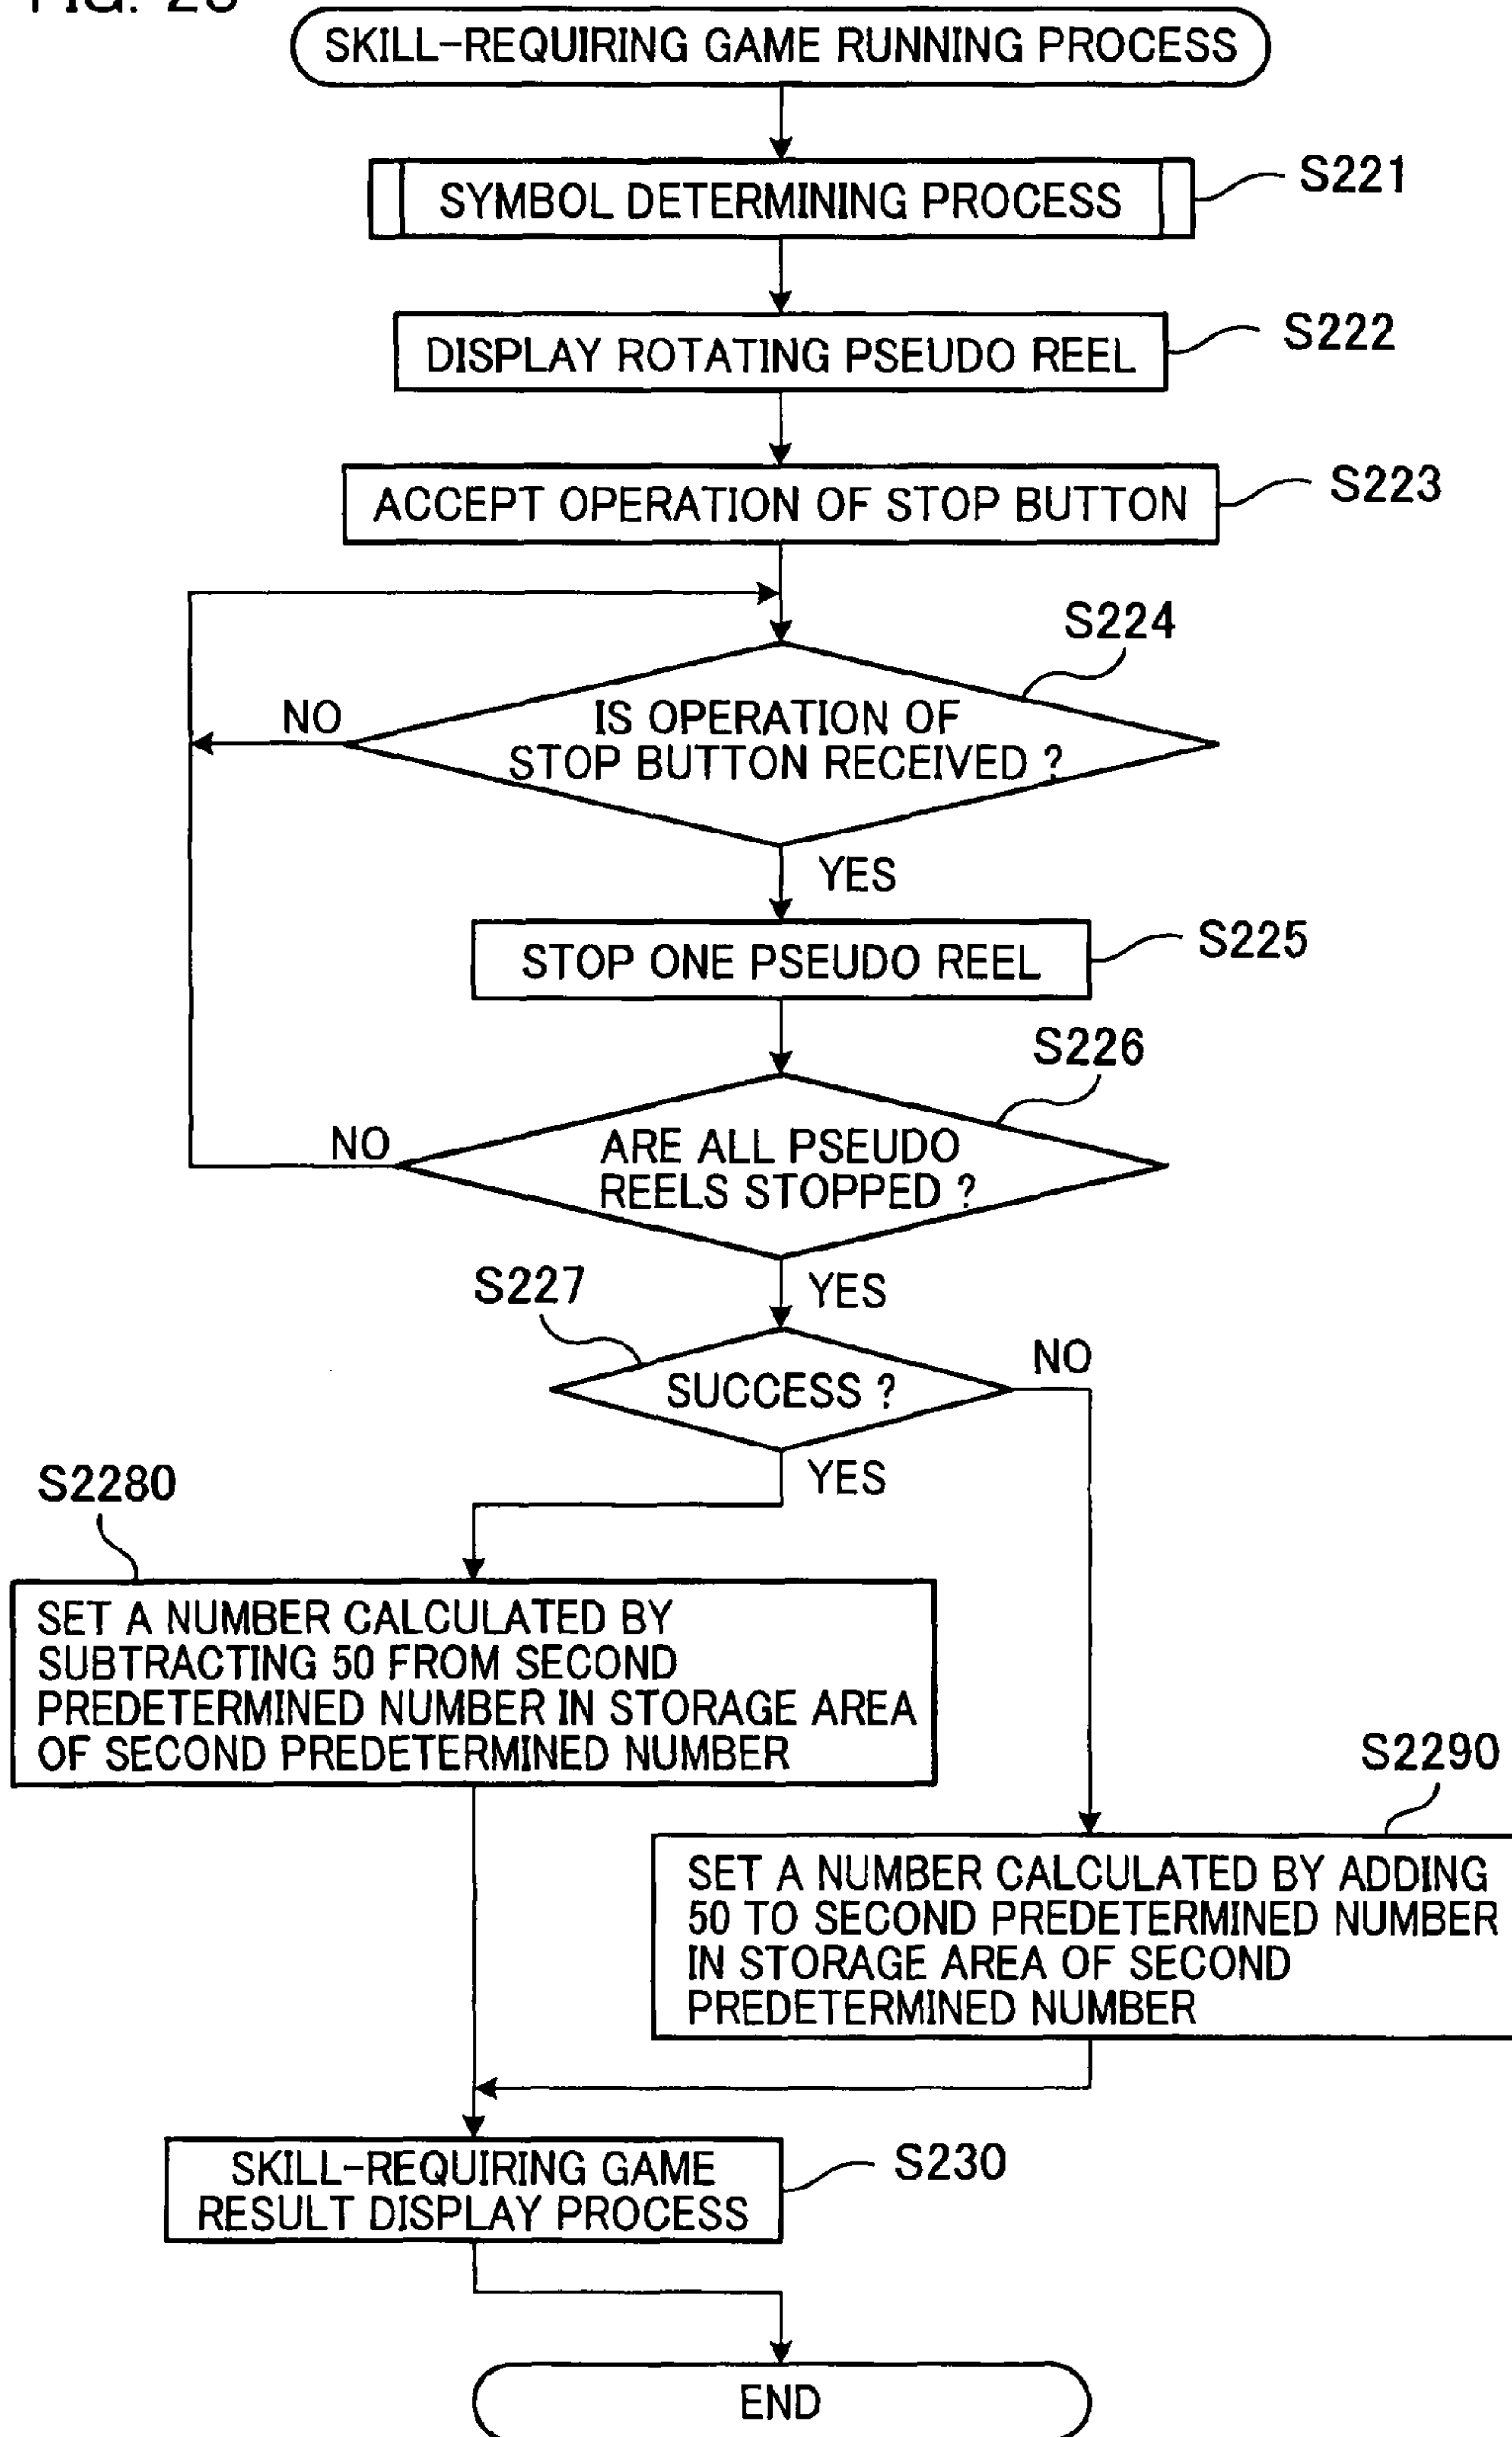 SKILL-REQUIRING GAME RUNNING PROCESS
SYMBOL DETERMINING PROCESS
S221
DISPLAY ROTATING PSEUDO REEL
S222
ACCEPT OPERATION OF STOP BUTTON
S223
S224
NO
IS OPERATION OF
STOP BUTTON RECEIVED ?
YES
STOP ONE PSEUDO REEL
S225
S226
NO
ARE ALL PSEUDO
REELS STOPPED ?
S227
YES
NO
SUCCESS ?
YES
S2280
SET A NUMBER CALCULATED BY
SUBTRACTING 50 FROM SECOND
PREDETERMINED NUMBER IN STORAGE AREA
OF SECOND PREDETERMINED NUMBER
S2290
SET A NUMBER CALCULATED BY ADDING
50 TO SECOND PREDETERMINED NUMBER
IN STORAGE AREA OF SECOND
PREDETERMINED NUMBER
SKILL-REQUIRING GAME
RESULT DISPLAY PROCESS
S230
END